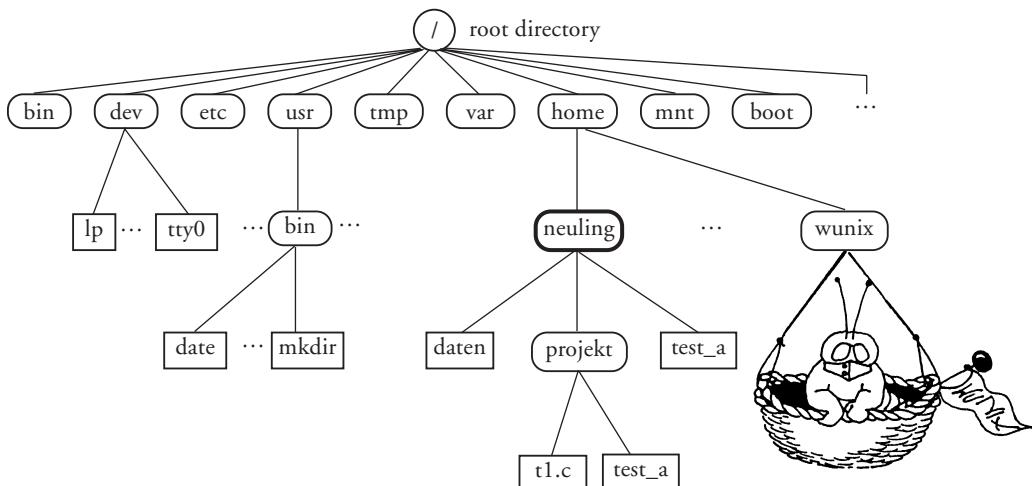 / root directory
bin dev etc usr tmp var home mnt boot ...
lp ... tty0 ... bin ... neuling ... wunix
date ... mkdir daten projekt test_a
t1.c test_a